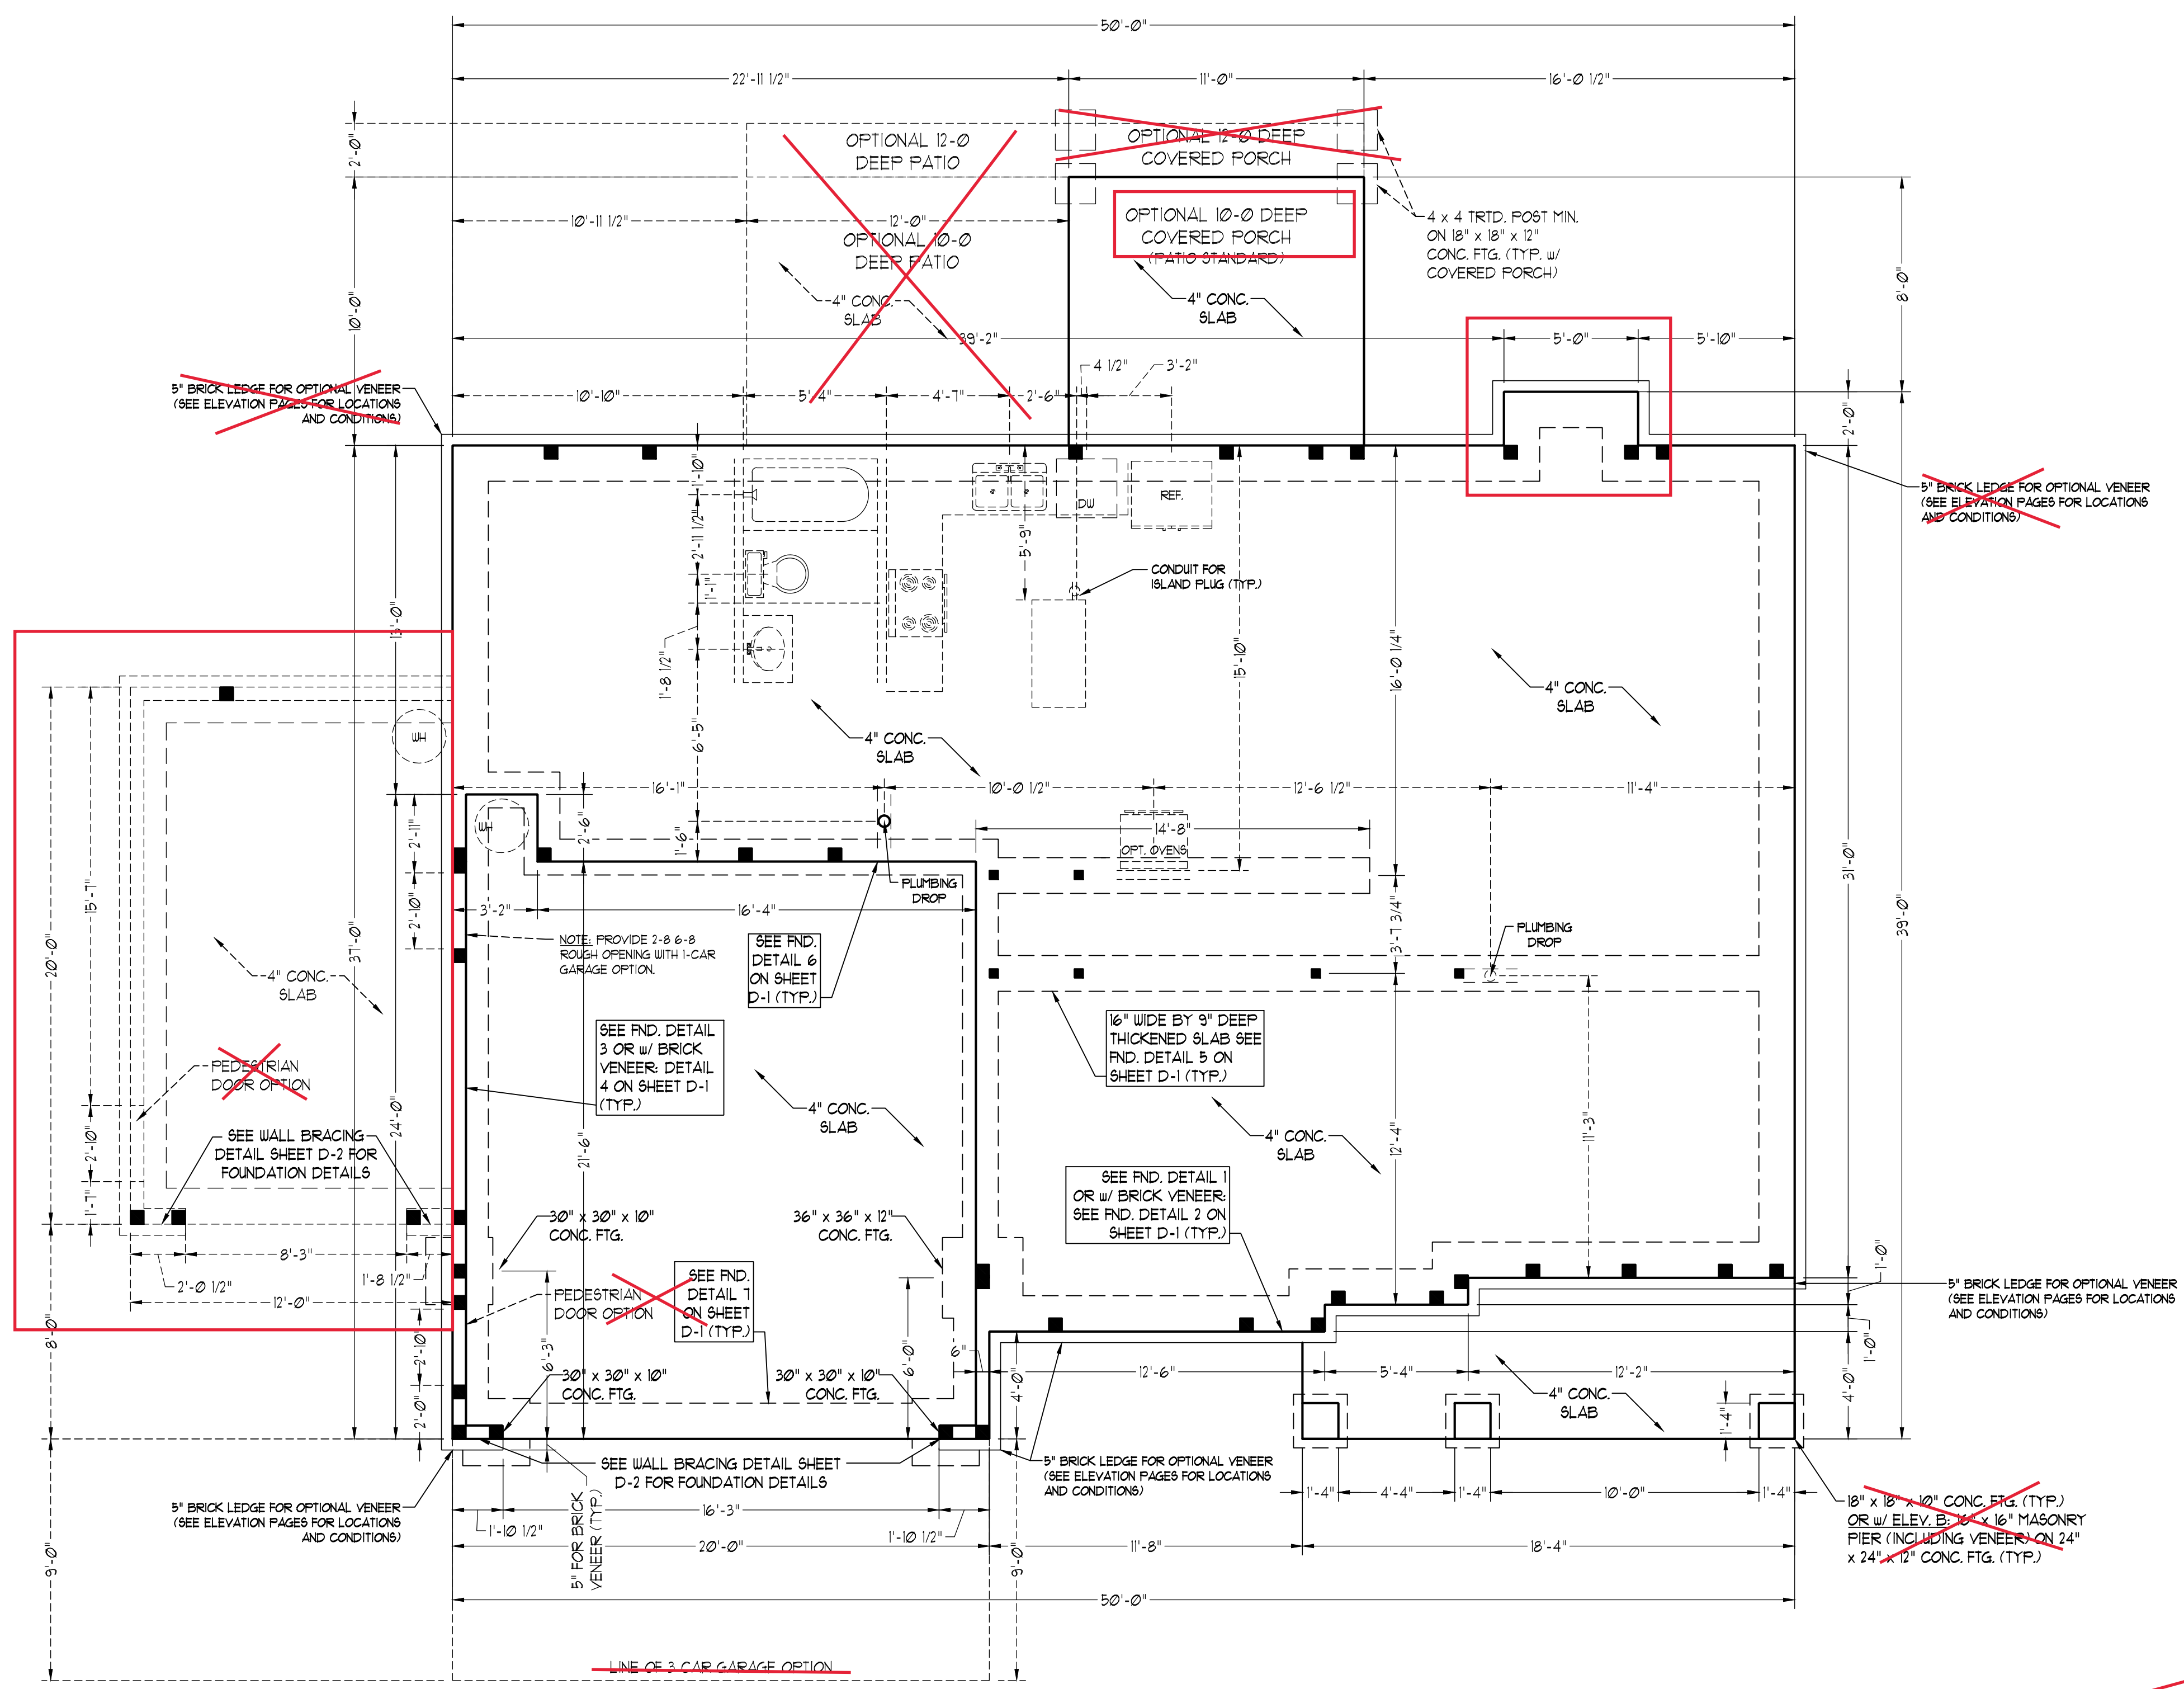 50'-0"
22'-11 1/2"
11'-0"
16'-0 1/2"
2'-0"
OPTIONAL 12-0
DEEP PATIO
OPTIONAL 12-0 DEEP
COVERED PORCH
10'-11 1/2"
12'-0"
OPTIONAL 10-0
DEEP PATIO
OPTIONAL 10-0 DEEP
COVERED PORCH
(PATIO STANDARD)
4 x 4 TRTD. POST MIN.
ON 18" x 18" x 12"
CONC. FTG. (TYP. w/
COVERED PORCH)
10'-0"
8'-0"
4" CONC.
SLAB
4" CONC.
SLAB
39'-2"
5'-0"
5'-10"
4 1/2"
3'-2"
10'-10"
5'-4"
4'-7"
2'-6"
2'-0"
5" BRICK LEDGE FOR OPTIONAL VENEER
(SEE ELEVATION PAGES FOR LOCATIONS
AND CONDITIONS)
5" BRICK LEDGE FOR OPTIONAL VENEER
(SEE ELEVATION PAGES FOR LOCATIONS
AND CONDITIONS)
1'-10"
2'-11 1/2"
1'-1"
5'-9"
DW
REF.
CONDUIT FOR
ISLAND PLUG (TYP.)
13'-0"
1'-8 1/2"
6'-5"
15'-10"
16'-0 1/4"
4" CONC.
SLAB
4" CONC.
SLAB
WH
16'-1"
10'-0 1/2"
12'-6 1/2"
11'-4"
WH
2'-11"
2'-6"
1'-6"
14'-8"
OPT. OVENS
PLUMBING
DROP
31'-0"
39'-0"
15'-7"
20'-0"
37'-0"
2'-10"
3'-2"
16'-4"
3'-7 3/4"
PLUMBING
DROP
NOTE: PROVIDE 2-8 6-8
ROUGH OPENING WITH 1-CAR
GARAGE OPTION.
SEE FND.
DETAIL 6
ON SHEET
D-1 (TYP.)
4" CONC.
SLAB
SEE FND. DETAIL
3 OR w/ BRICK
VENEER: DETAIL
4 ON SHEET D-1
(TYP.)
16" WIDE BY 9" DEEP
THICKENED SLAB SEE
FND. DETAIL 5 ON
SHEET D-1 (TYP.)
PEDESTRIAN
DOOR OPTION
4" CONC.
SLAB
4" CONC.
SLAB
24'-0"
21'-6"
12'-4"
11'-3"
2'-10"
1'-7"
SEE WALL BRACING
DETAIL SHEET D-2 FOR
FOUNDATION DETAILS
SEE FND. DETAIL 1
OR w/ BRICK VENEER:
SEE FND. DETAIL 2 ON
SHEET D-1 (TYP.)
30" x 30" x 10"
CONC. FTG.
36" x 36" x 12"
CONC. FTG.
8'-3"
2'-0 1/2"
1'-8 1/2"
12'-0"
1'-0"
SEE FND.
DETAIL 7
ON SHEET
D-1 (TYP.)
PEDESTRIAN
DOOR OPTION
5" BRICK LEDGE FOR OPTIONAL VENEER
(SEE ELEVATION PAGES FOR LOCATIONS
AND CONDITIONS)
8'-0"
2'-10"
6'-3"
6'-0"
6"
4'-0"
12'-6"
5'-4"
12'-2"
1'-0"
4'-0"
30" x 30" x 10"
CONC. FTG.
30" x 30" x 10"
CONC. FTG.
2'-0"
4" CONC.
SLAB
1'-4"
SEE WALL BRACING DETAIL SHEET
D-2 FOR FOUNDATION DETAILS
5" BRICK LEDGE FOR OPTIONAL VENEER
(SEE ELEVATION PAGES FOR LOCATIONS
AND CONDITIONS)
1'-4"
4'-4"
1'-4"
10'-0"
1'-4"
5" BRICK LEDGE FOR OPTIONAL VENEER
(SEE ELEVATION PAGES FOR LOCATIONS
AND CONDITIONS)
18" x 18" x 10" CONC. FTG. (TYP.)
OR w/ ELEV. B: 16" x 16" MASONRY
PIER (INCLUDING VENEER) ON 24"
x 24" x 12" CONC. FTG. (TYP.)
1'-10 1/2"
16'-3"
1'-10 1/2"
5" FOR BRICK
VENEER (TYP.)
20'-0"
11'-8"
18'-4"
9'-0"
9'-0"
50'-0"
LINE OF 3 CAR GARAGE OPTION